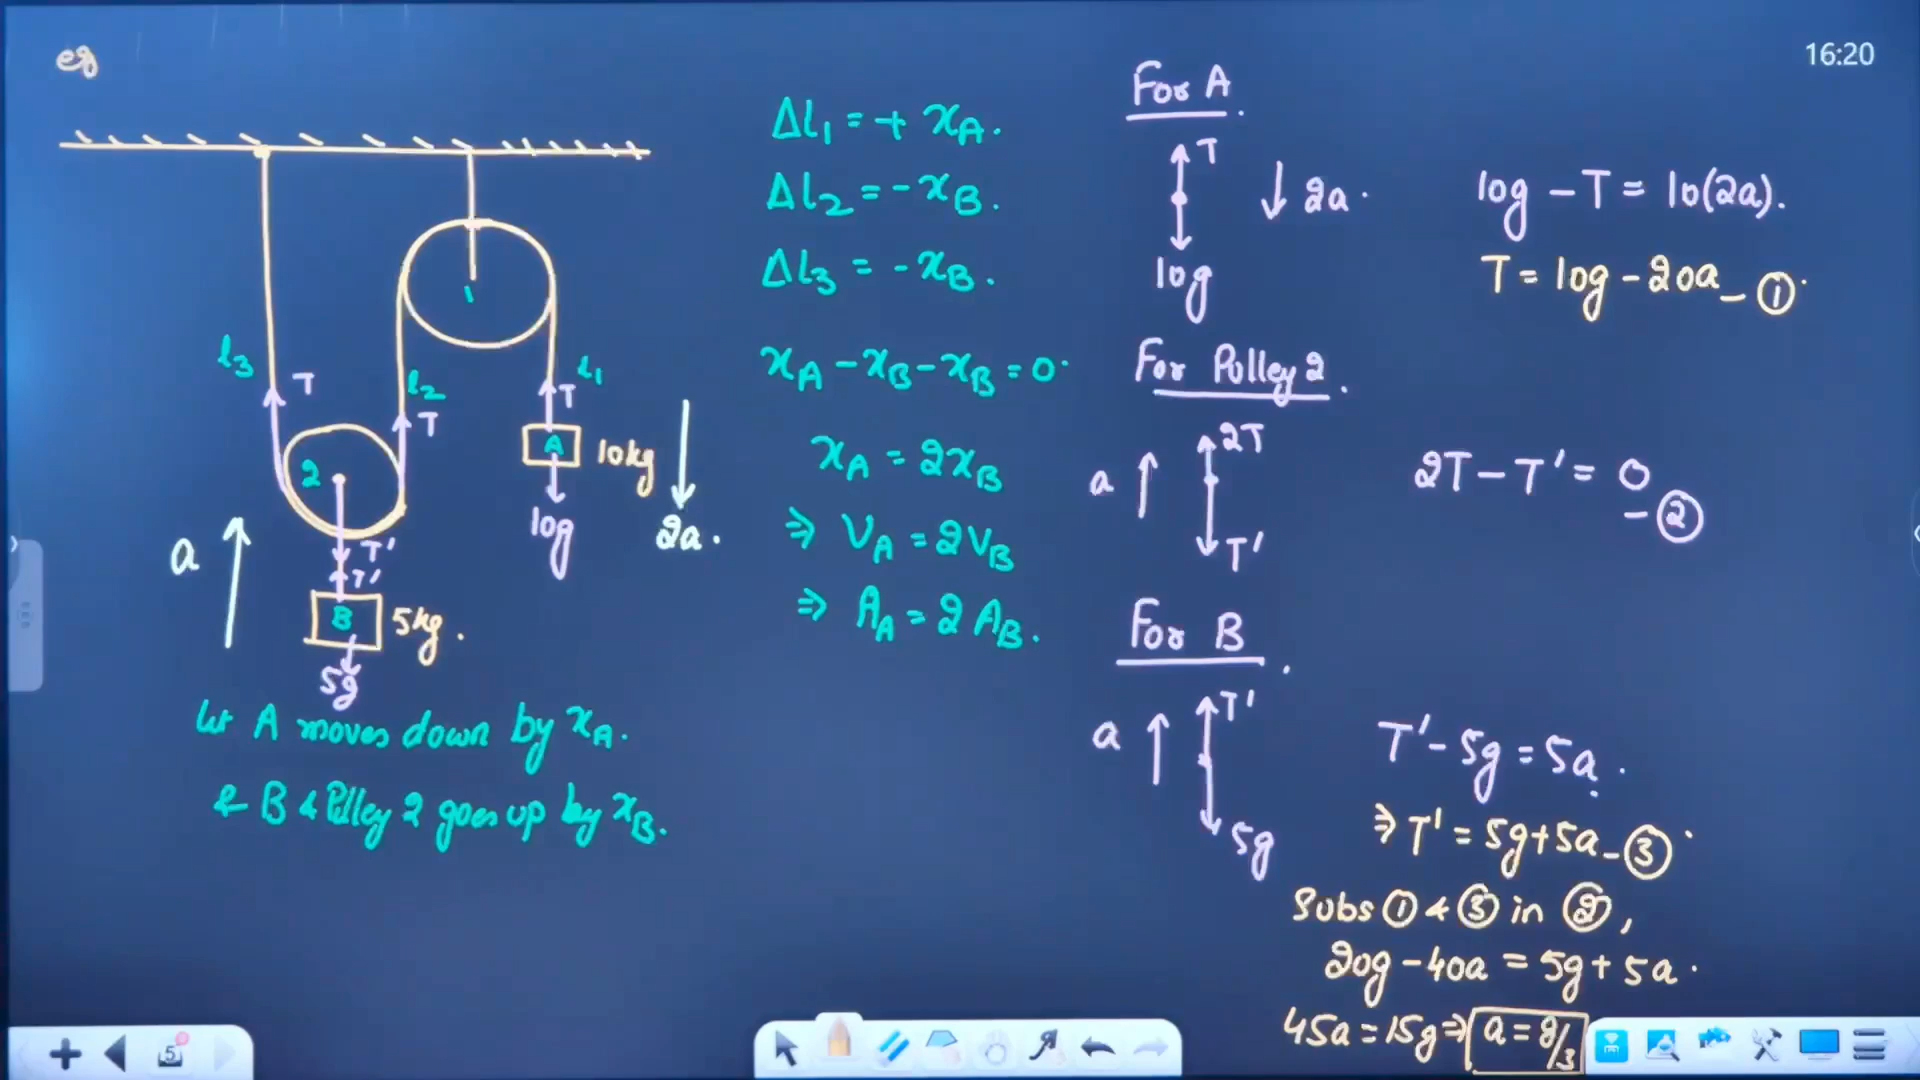 eg
16:20
l3
T
l2
T
l1
T
1
2
A
10kg
10g
2a.
a
T'
T'
B
5kg.
5g
Let A moves down by xA.
& B & Pulley 2 goes up by xB.
Δl1 = + xA.
Δl2 = - xB.
Δl3 = - xB.
xA - xB - xB = 0.
xA = 2xB
⇒ VA = 2VB
⇒ AA = 2 AB.
For A.
T
↓ 2a.
10g
10g - T = 10(2a).
T = 10g - 20a - ①
For Pulley 2.
2T
a ↑
T'
2T - T' = 0 - ②
For B.
T'
a ↑
5g
T' - 5g = 5a.
⇒ T' = 5g + 5a - ③
Subs ① & ③ in ②,
20g - 40a = 5g + 5a.
45a = 15g ⇒ a = g/3
5